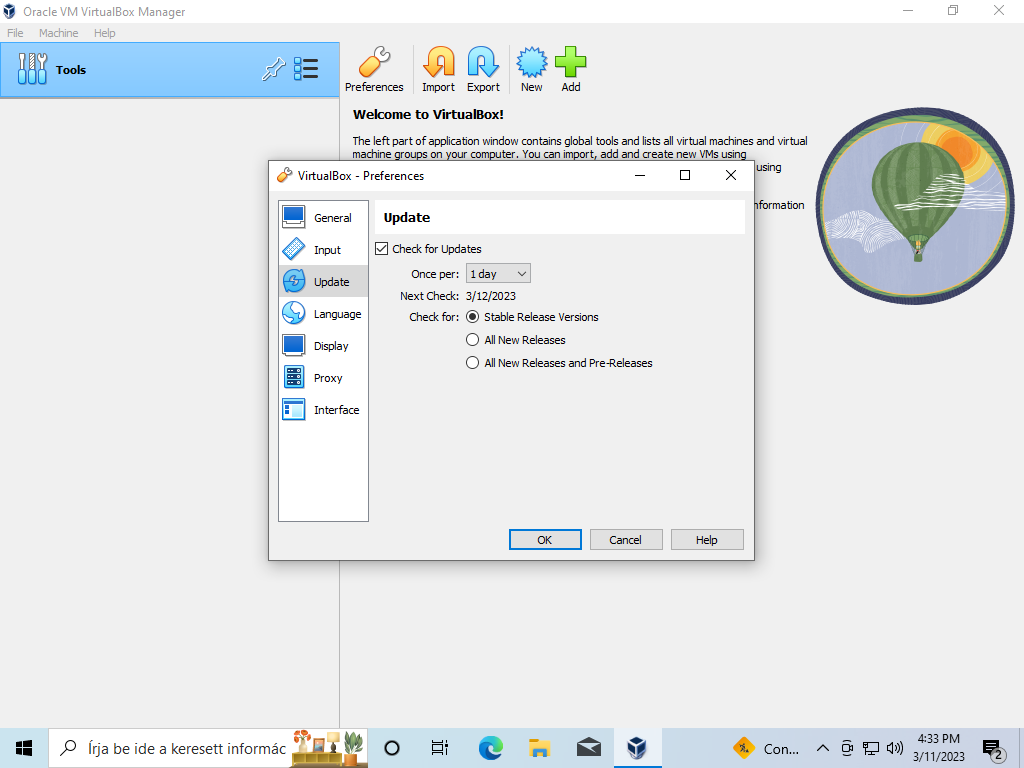 Oracle VM VirtualBox Manager
File Machine Help
Tools
Preferences Import Export New Add
Welcome to VirtualBox!
The left part of application window contains global tools and lists all virtual machines and virtual
machine groups on your computer. You can import, add and create new VMs using
using
nformation
VirtualBox - Preferences
General
Input
Update
Language
Display
Proxy
Interface
Update
Check for Updates
Once per: 1 day
Next Check: 3/12/2023
Check for: Stable Release Versions
All New Releases
All New Releases and Pre-Releases
OK Cancel Help
Írja be ide a keresett informác
Con...
4:33 PM
3/11/2023
2